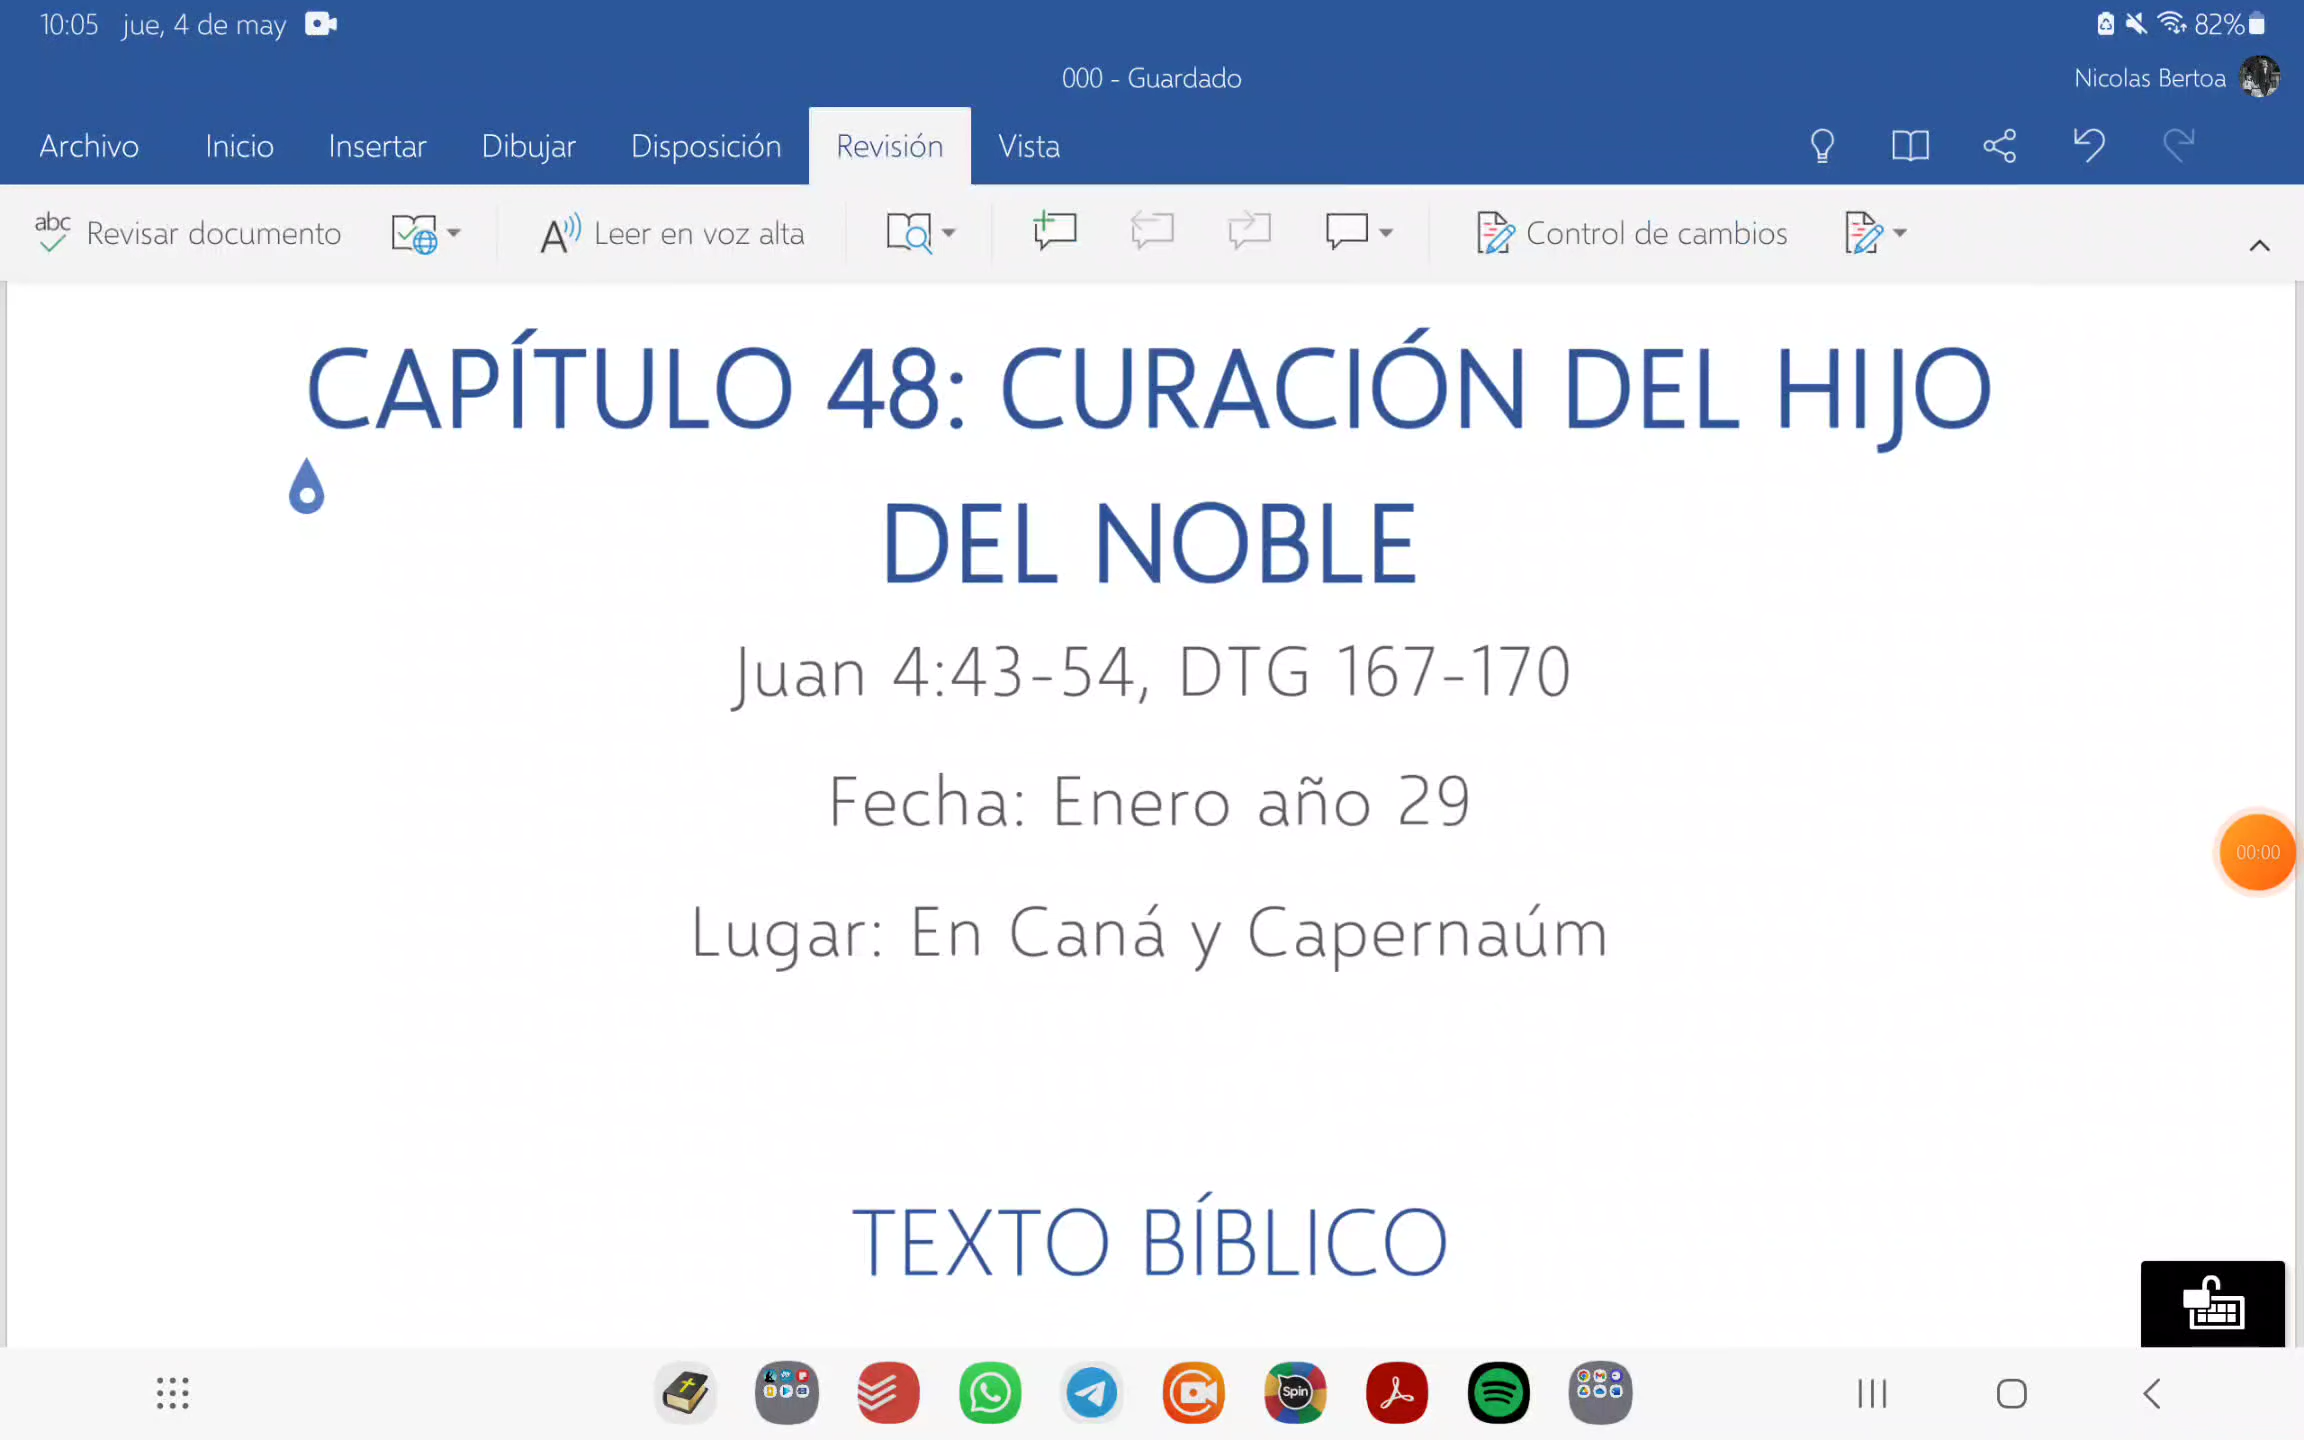 10:05 jue, 4 de may
82%
000 - Guardado
Nicolas Bertoa
Archivo Inicio Insertar Dibujar Disposición Revisión Vista
abc Revisar documento A Leer en voz alta Control de cambios
CAPÍTULO 48: CURACIÓN DEL HIJO
DEL NOBLE
Juan 4:43-54, DTG 167-170
Fecha: Enero año 29
00:00
Lugar: En Caná y Capernaúm
TEXTO BÍBLICO
Spin